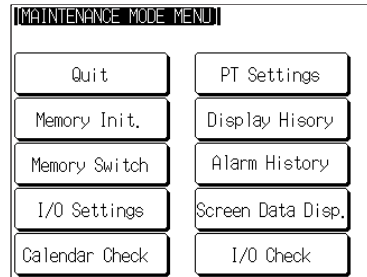 [MAINTENANCE MODE MENU]
Quit
PT Settings
Memory Init.
Display Hisory
Memory Switch
Alarm History
I/O Settings
Screen Data Disp.
Calendar Check
I/O Check